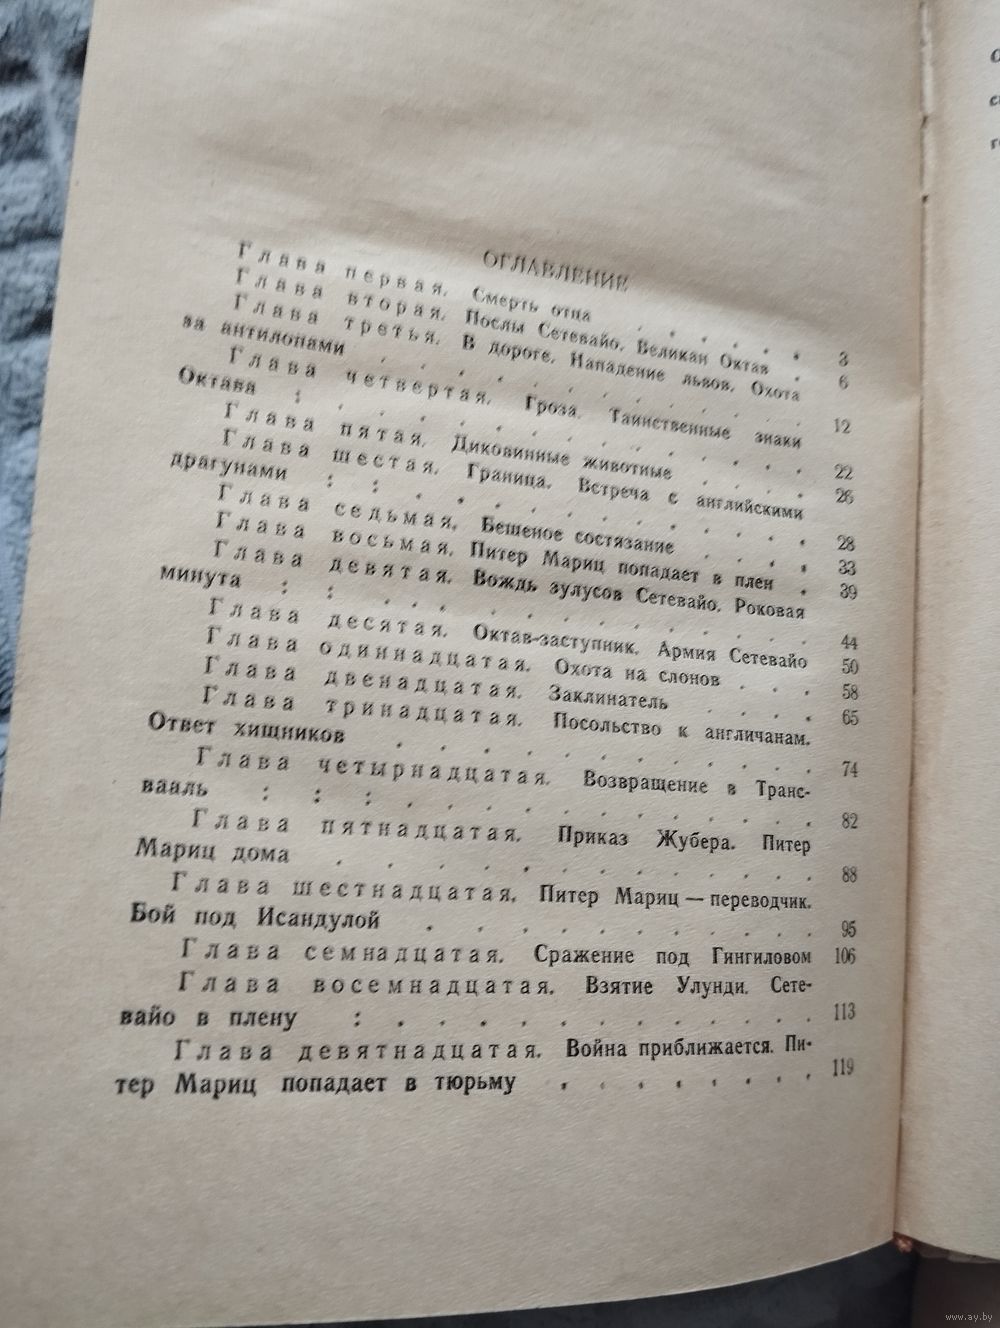 ОГЛАВЛЕНИЕ
Глава первая. Смерть отца . . . . . 3
Глава вторая. Послы Сетевайо. Великан Октав . 6
Глава третья. В дороге. Нападение львов. Охота
за антилопами . . . . . . . . . . 12
Глава четвертая. Гроза. Таинственные знаки
Октава : . . . . . . . . . . . . 22
Глава пятая. Диковинные животные . . . . 26
Глава шестая. Граница. Встреча с английскими
драгунами : : . . . . . . . . . . 28
Глава седьмая. Бешеное состязание . . . . 33
Глава восьмая. Питер Мариц попадает в плен . 39
Глава девятая. Вождь зулусов Сетевайо. Роковая
минута : : . . . . . . . . . . . 44
Глава десятая. Октав-заступник. Армия Сетевайо 50
Глава одиннадцатая. Охота на слонов . . . 58
Глава двенадцатая. Заклинатель . . . . 65
Глава тринадцатая. Посольство к англичанам.
Ответ хищников . . . . . . . . . . 74
Глава четырнадцатая. Возвращение в Транс-
вааль : : : . . . . . . . . . . 82
Глава пятнадцатая. Приказ Жубера. Питер
Мариц дома . . . . . . . . . . 88
Глава шестнадцатая. Питер Мариц — переводчик.
Бой под Исандулой . . . . . . . . . 95
Глава семнадцатая. Сражение под Гингиловом 106
Глава восемнадцатая. Взятие Улунди. Сете-
вайо в плену : . . . . . . . . . . . 113
Глава девятнадцатая. Война приближается. Пи-
тер Мариц попадает в тюрьму . . . . . . . 119
www.ay.by